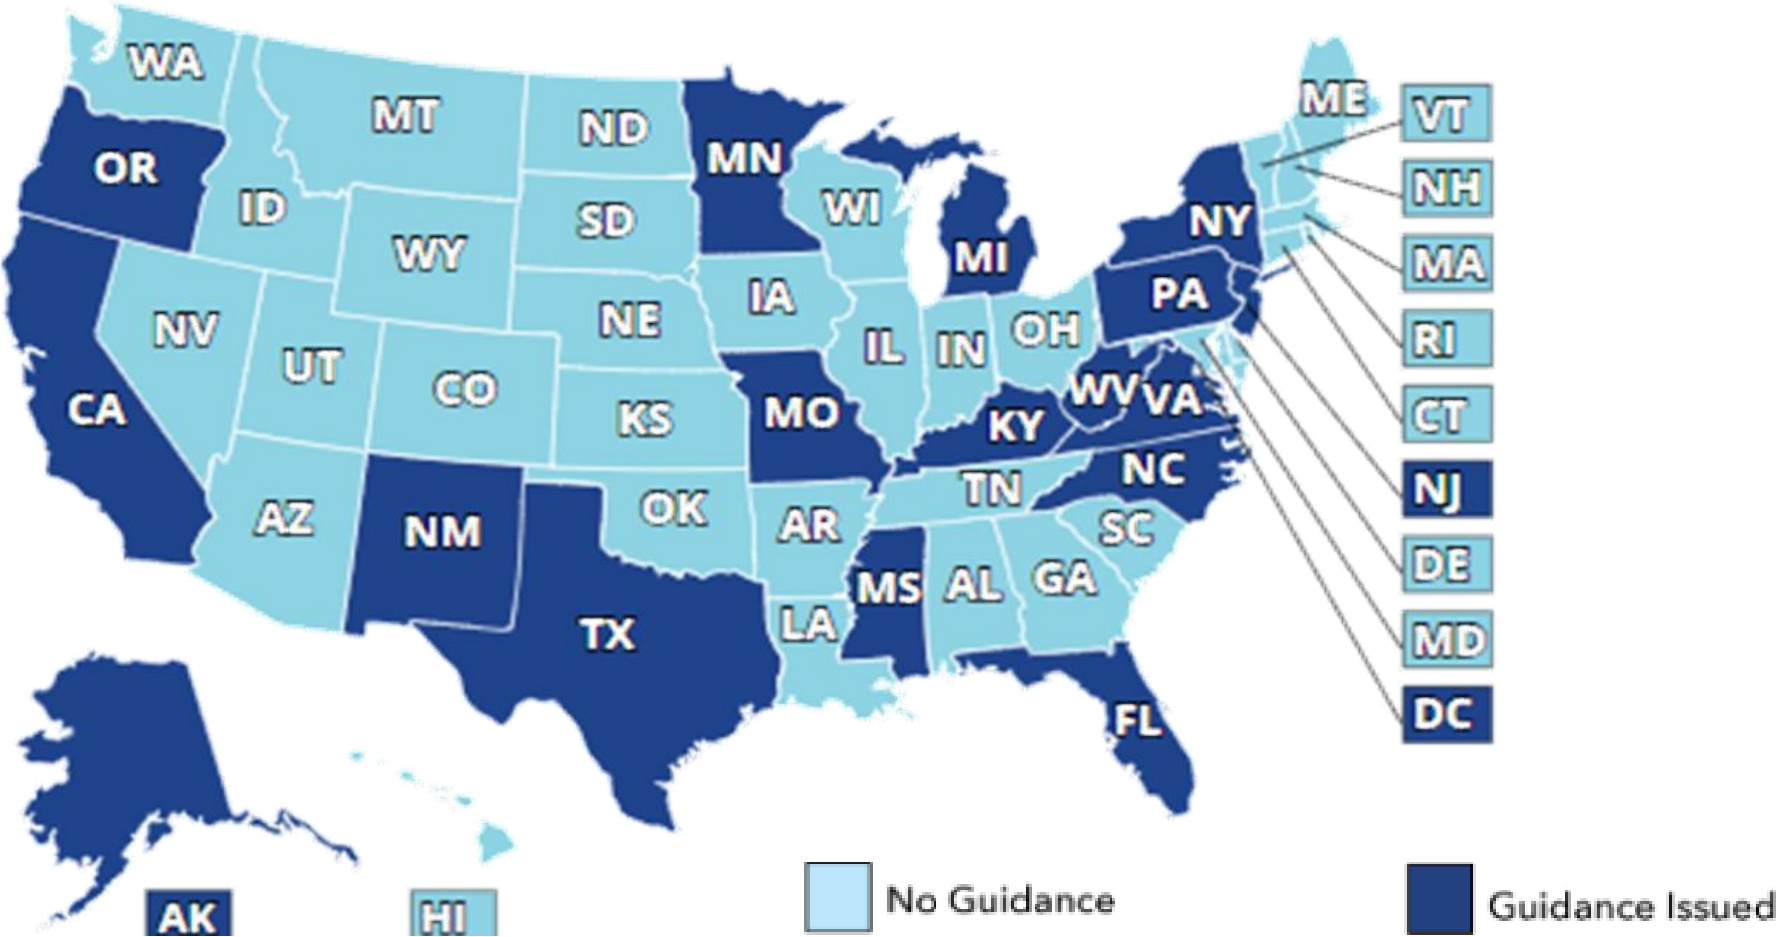 WA
MT
ND
MN
ME
VT
OR
ID
SD
WI
NH
WY
MI
NY
MA
NV
NE
IA
PA
RI
UT
CO
IL
IN
OH
CA
KS
MO
KY
WV
VA
CT
AZ
NM
OK
AR
TN
NC
NJ
TX
LA
MS
AL
GA
SC
DE
MD
FL
DC
AK
HI
No Guidance
Guidance Issued